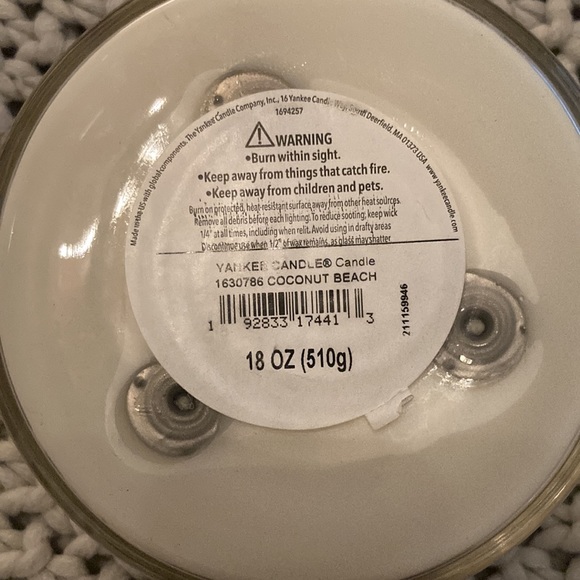 Made in the US with global components. The Yankee Candle Company, Inc., 16 Yankee Candle Way, South Deerfield, MA 01373 USA www.yankeecandle.com
1694257
WARNING
•Burn within sight.
•Keep away from things that catch fire.
•Keep away from children and pets.
Burn on protected, heat-resistant surface away from other heat sources.
Remove all debris before each lighting. To reduce sooting, keep wick
1/4" at all times, including when relit. Avoid using in drafty areas
Discontinue use when 1/2" of wax remains, as glass may shatter
YANKEE CANDLE® Candle
1630786 COCONUT BEACH
1 92833 17441 3
211159946
18 OZ (510g)